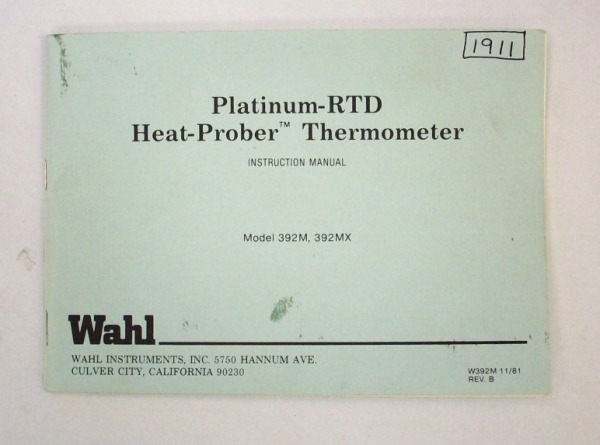 1911
Platinum-RTD
Heat-Prober™ Thermometer
INSTRUCTION MANUAL
Model 392M, 392MX
Wahl
WAHL INSTRUMENTS, INC. 5750 HANNUM AVE.
CULVER CITY, CALIFORNIA 90230
W392M 11/81
REV. B